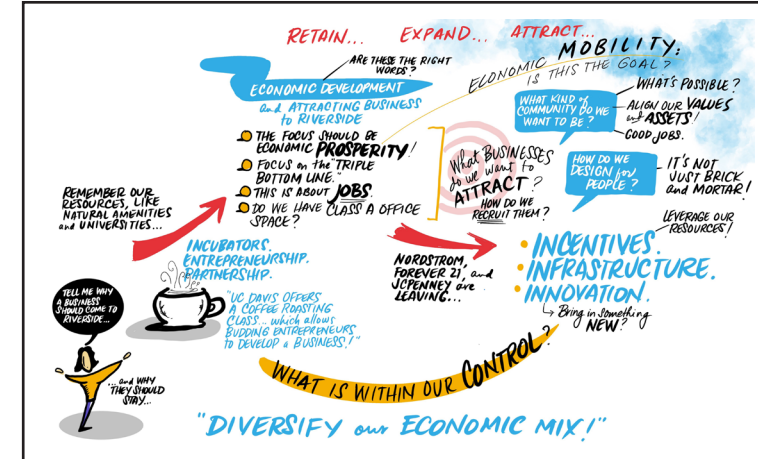 RETAIN... EXPAND... ATTRACT...
ARE THESE THE RIGHT
WORDS?
ECONOMIC DEVELOPMENT
and ATTRACTING BUSINESS
to RIVERSIDE
THE FOCUS SHOULD BE
ECONOMIC PROSPERITY!
FOCUS on the "TRIPLE
BOTTOM LINE."
THIS IS ABOUT JOBS.
DO WE HAVE CLASS A OFFICE
SPACE?
ECONOMIC MOBILITY:
IS THIS THE GOAL?
WHAT KIND of
COMMUNITY DO WE
WANT TO BE?
WHAT'S POSSIBLE?
ALIGN OUR VALUES
and ASSETS!
GOOD JOBS.
What BUSINESSES
do we want to
ATTRACT?
HOW DO WE
RECRUIT THEM?
HOW DO WE
DESIGN for
PEOPLE?
IT'S NOT
JUST BRICK
and MORTAR!
REMEMBER OUR
RESOURCES, LIKE
NATURAL AMENITIES
and UNIVERSITIES...
INCUBATORS.
ENTREPRENEURSHIP.
PARTNERSHIP.
"UC DAVIS OFFERS
A COFFEE ROASTING
CLASS... which allows
BUDDING ENTREPRENEURS
to DEVELOP a BUSINESS!"
NORDSTROM,
FOREVER 21, and
JCPENNEY are
LEAVING...
LEVERAGE OUR
RESOURCES!
• INCENTIVES.
• INFRASTRUCTURE.
• INNOVATION.
↳ Bring in something
NEW?
TELL ME WHY
A BUSINESS
SHOULD COME TO
RIVERSIDE...
...and WHY
THEY SHOULD
STAY...
WHAT IS WITHIN OUR CONTROL?
"DIVERSIFY our ECONOMIC MIX!"